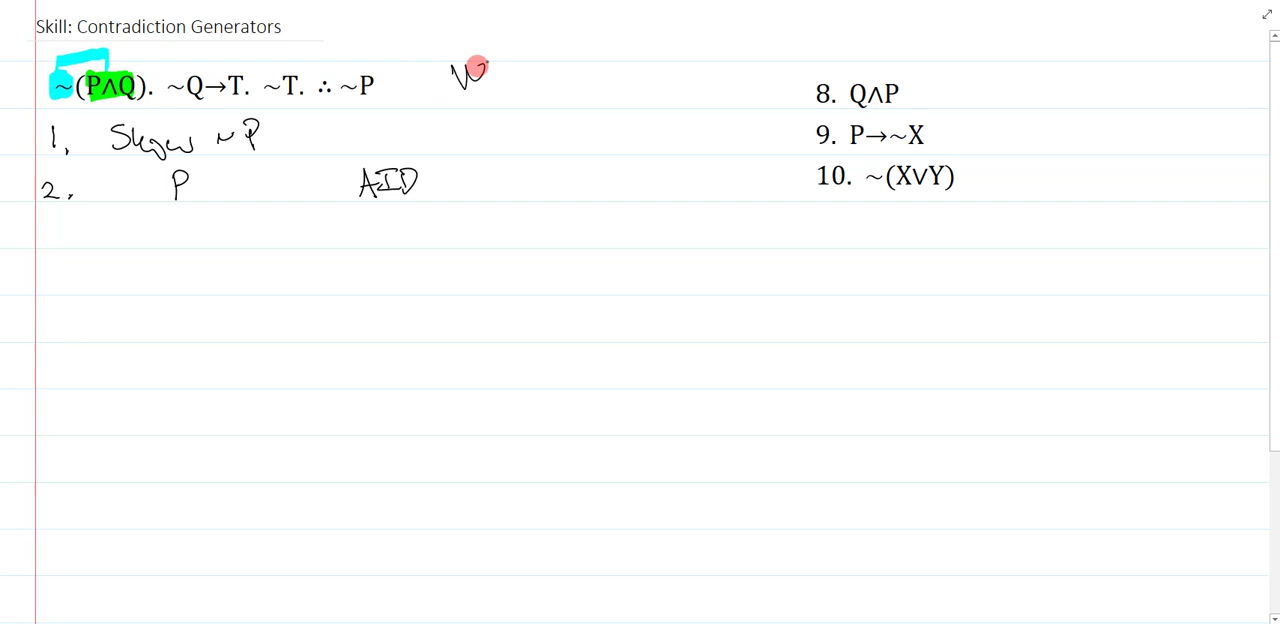 Skill: Contradiction Generators
~(P∧Q). ~Q→T. ~T. ∴ ~P
1. Show ~P
2. P AID
8. Q∧P
9. P→~X
10. ~(X∨Y)